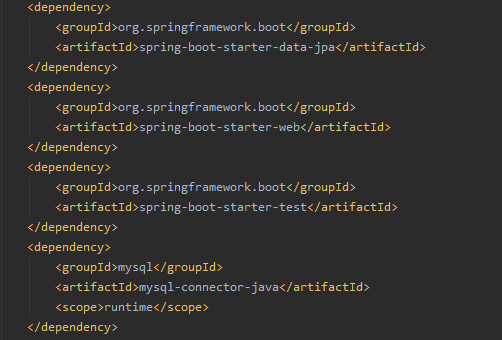 <dependency>
<groupId>org.springframework.boot</groupId>
<artifactId>spring-boot-starter-data-jpa</artifactId>
</dependency>
<dependency>
<groupId>org.springframework.boot</groupId>
<artifactId>spring-boot-starter-web</artifactId>
</dependency>
<dependency>
<groupId>org.springframework.boot</groupId>
<artifactId>spring-boot-starter-test</artifactId>
</dependency>
<dependency>
<groupId>mysql</groupId>
<artifactId>mysql-connector-java</artifactId>
<scope>runtime</scope>
</dependency>